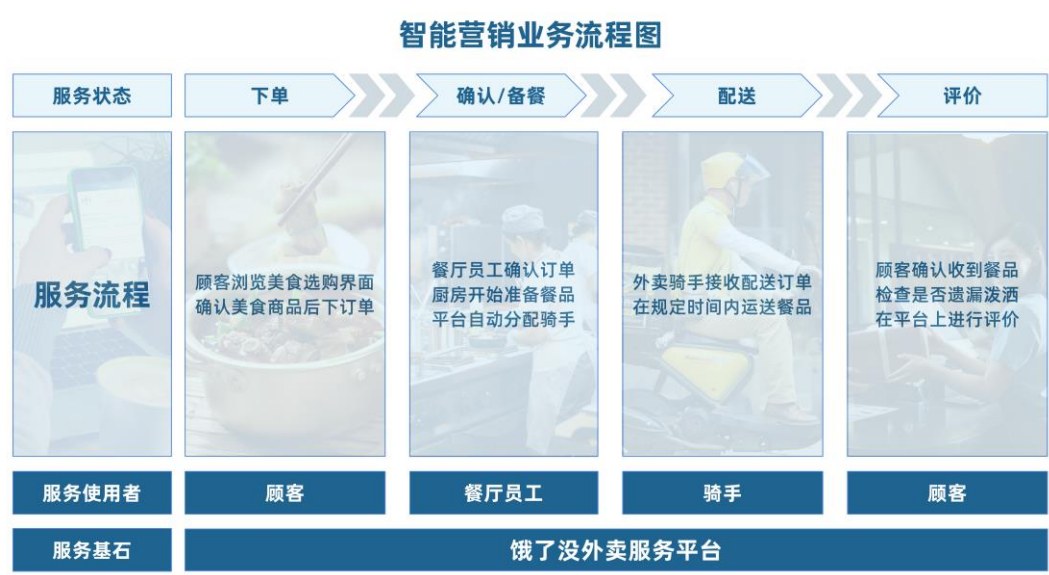 智能营销业务流程图
服务状态
下单
确认/备餐
配送
评价
服务流程
顾客浏览美食选购界面
确认美食商品后下订单
餐厅员工确认订单
厨房开始准备餐品
平台自动分配骑手
外卖骑手接收配送订单
在规定时间内运送餐品
顾客确认收到餐品
检查是否遗漏泼洒
在平台上进行评价
服务使用者
顾客
餐厅员工
骑手
顾客
服务基石
饿了没外卖服务平台